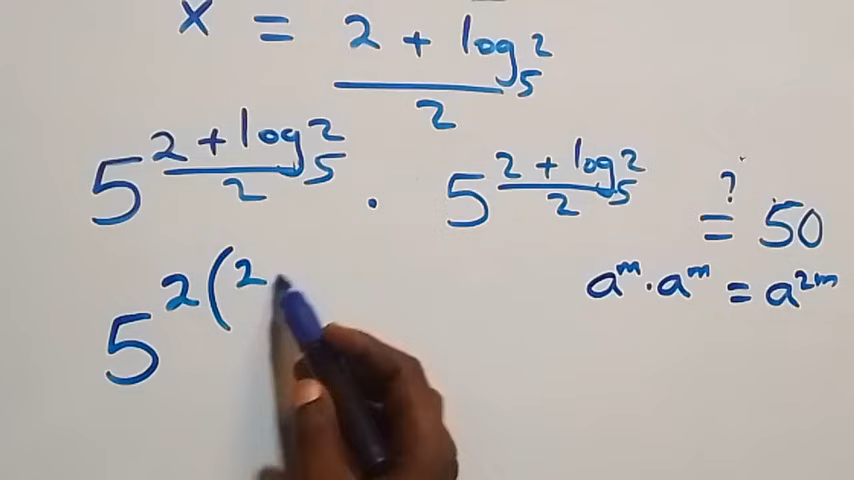 x = (2 + log₅2)/2
5^((2 + log₅2)/2) . 5^((2 + log₅2)/2) =? 50
a^m . a^m = a^(2m)
5^(2(2